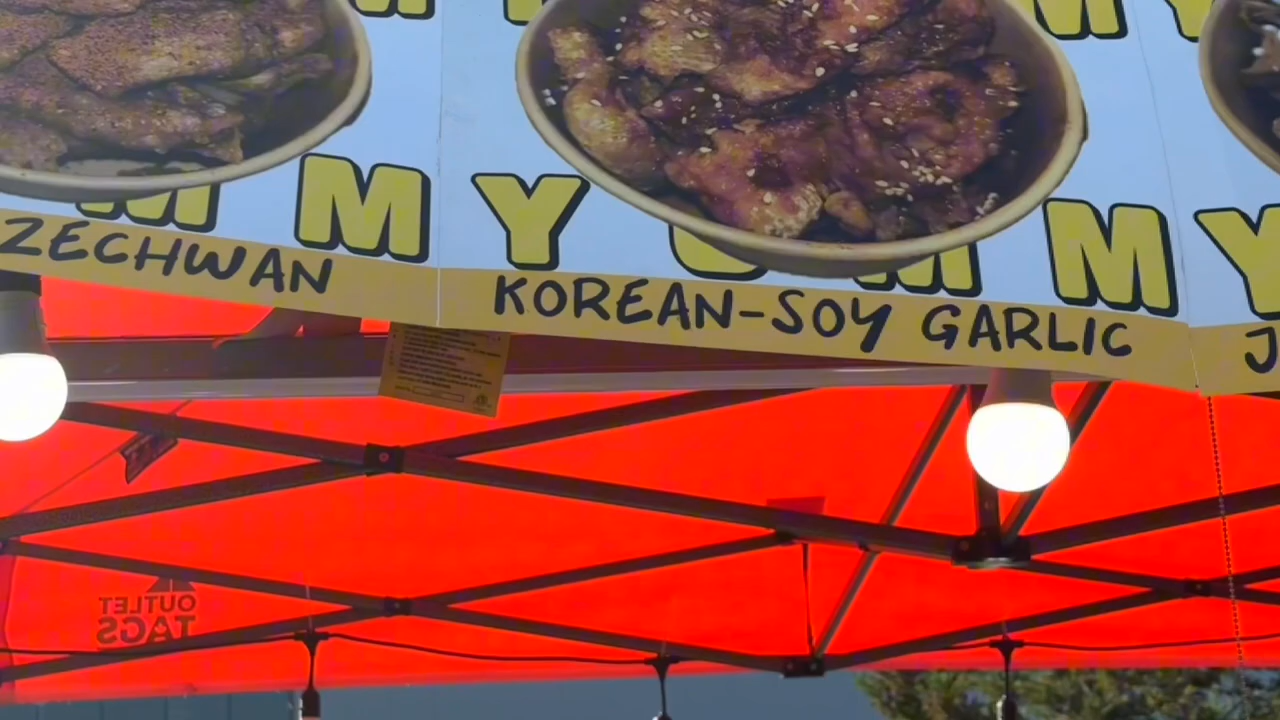 M Y
M M Y U M M Y
ZECHWAN
KOREAN-SOY GARLIC
J
OUTLET
TAGS